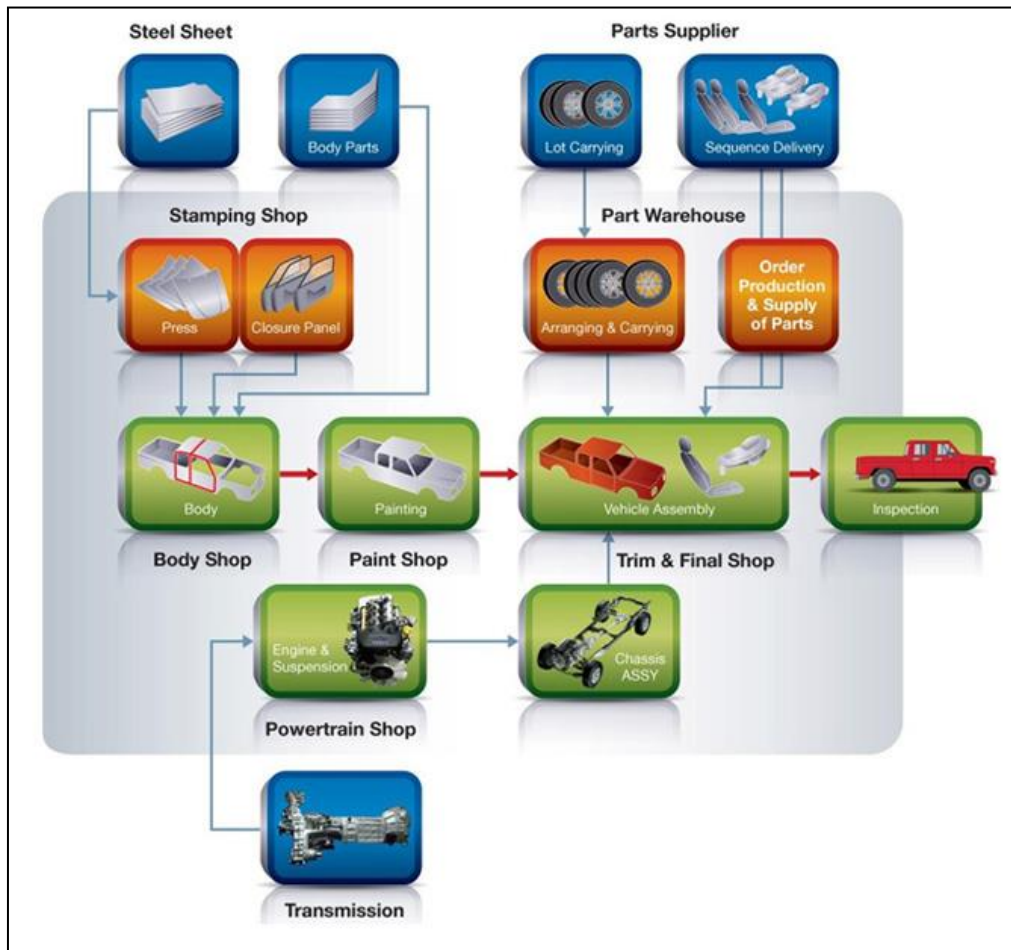 Steel Sheet
Parts Supplier
Body Parts
Lot Carrying
Sequence Delivery
Stamping Shop
Part Warehouse
Press
Closure Panel
Arranging & Carrying
Order
Production
& Supply
of Parts
Body
Painting
Vehicle Assembly
Inspection
Body Shop
Paint Shop
Trim & Final Shop
Engine &
Suspension
Chassis
ASSY
Powertrain Shop
Transmission